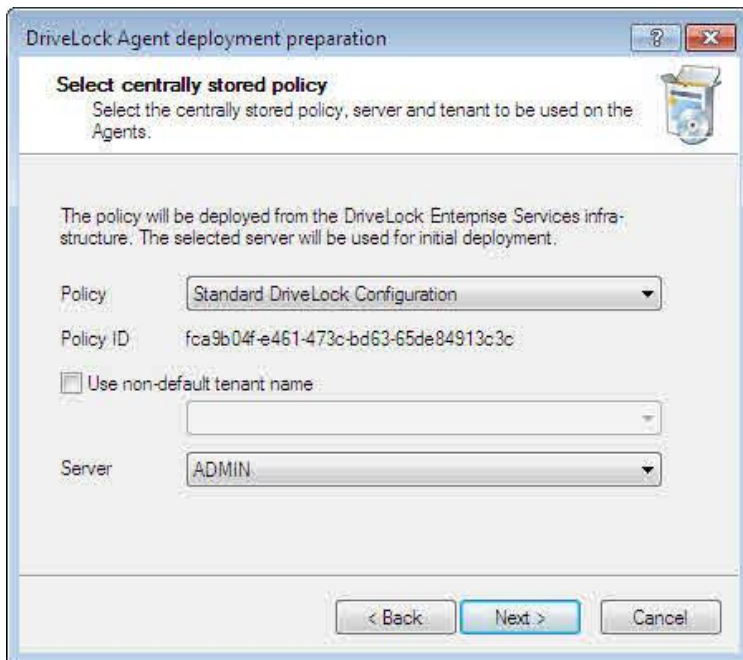 DriveLock Agent deployment preparation
Select centrally stored policy
Select the centrally stored policy, server and tenant to be used on the
Agents.
The policy will be deployed from the DriveLock Enterprise Services infra-
structure. The selected server will be used for initial deployment.
Policy Standard DriveLock Configuration
Policy ID fca9b04f-e461-473c-bd63-65de84913c3c
Use non-default tenant name
Server ADMIN
< Back Next > Cancel